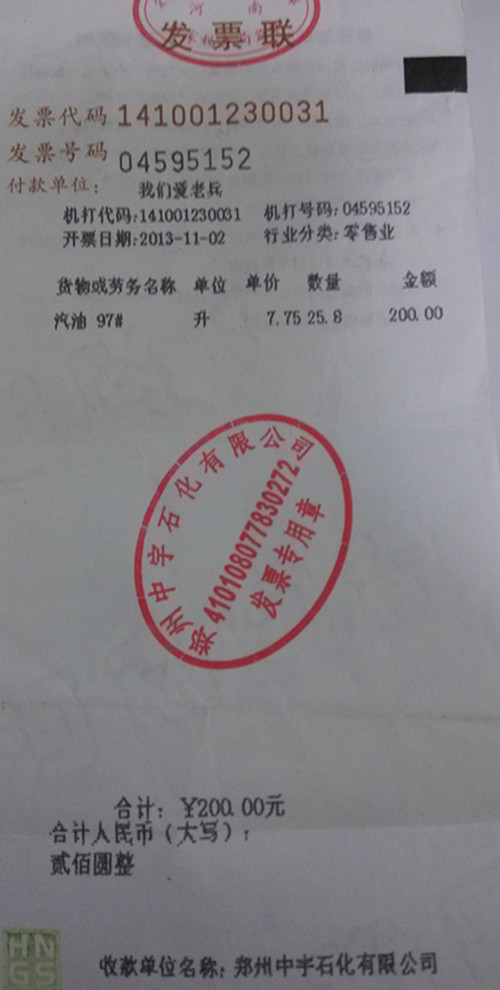 河 南
发 票 联
发票代码 141001230031
发票号码 04595152
付款单位: 我们爱老兵
机打代码:141001230031 机打号码:04595152
开票日期:2013-11-02 行业分类:零售业
货物或劳务名称 单位 单价 数量 金额
汽油 97# 升 7.75 25.8 200.00
郑州中宇石化有限公司
410108077830272
发票专用章
合计: ¥200.00元
合计人民币(大写):
贰佰圆整
HN
GS
收款单位名称: 郑州中宇石化有限公司